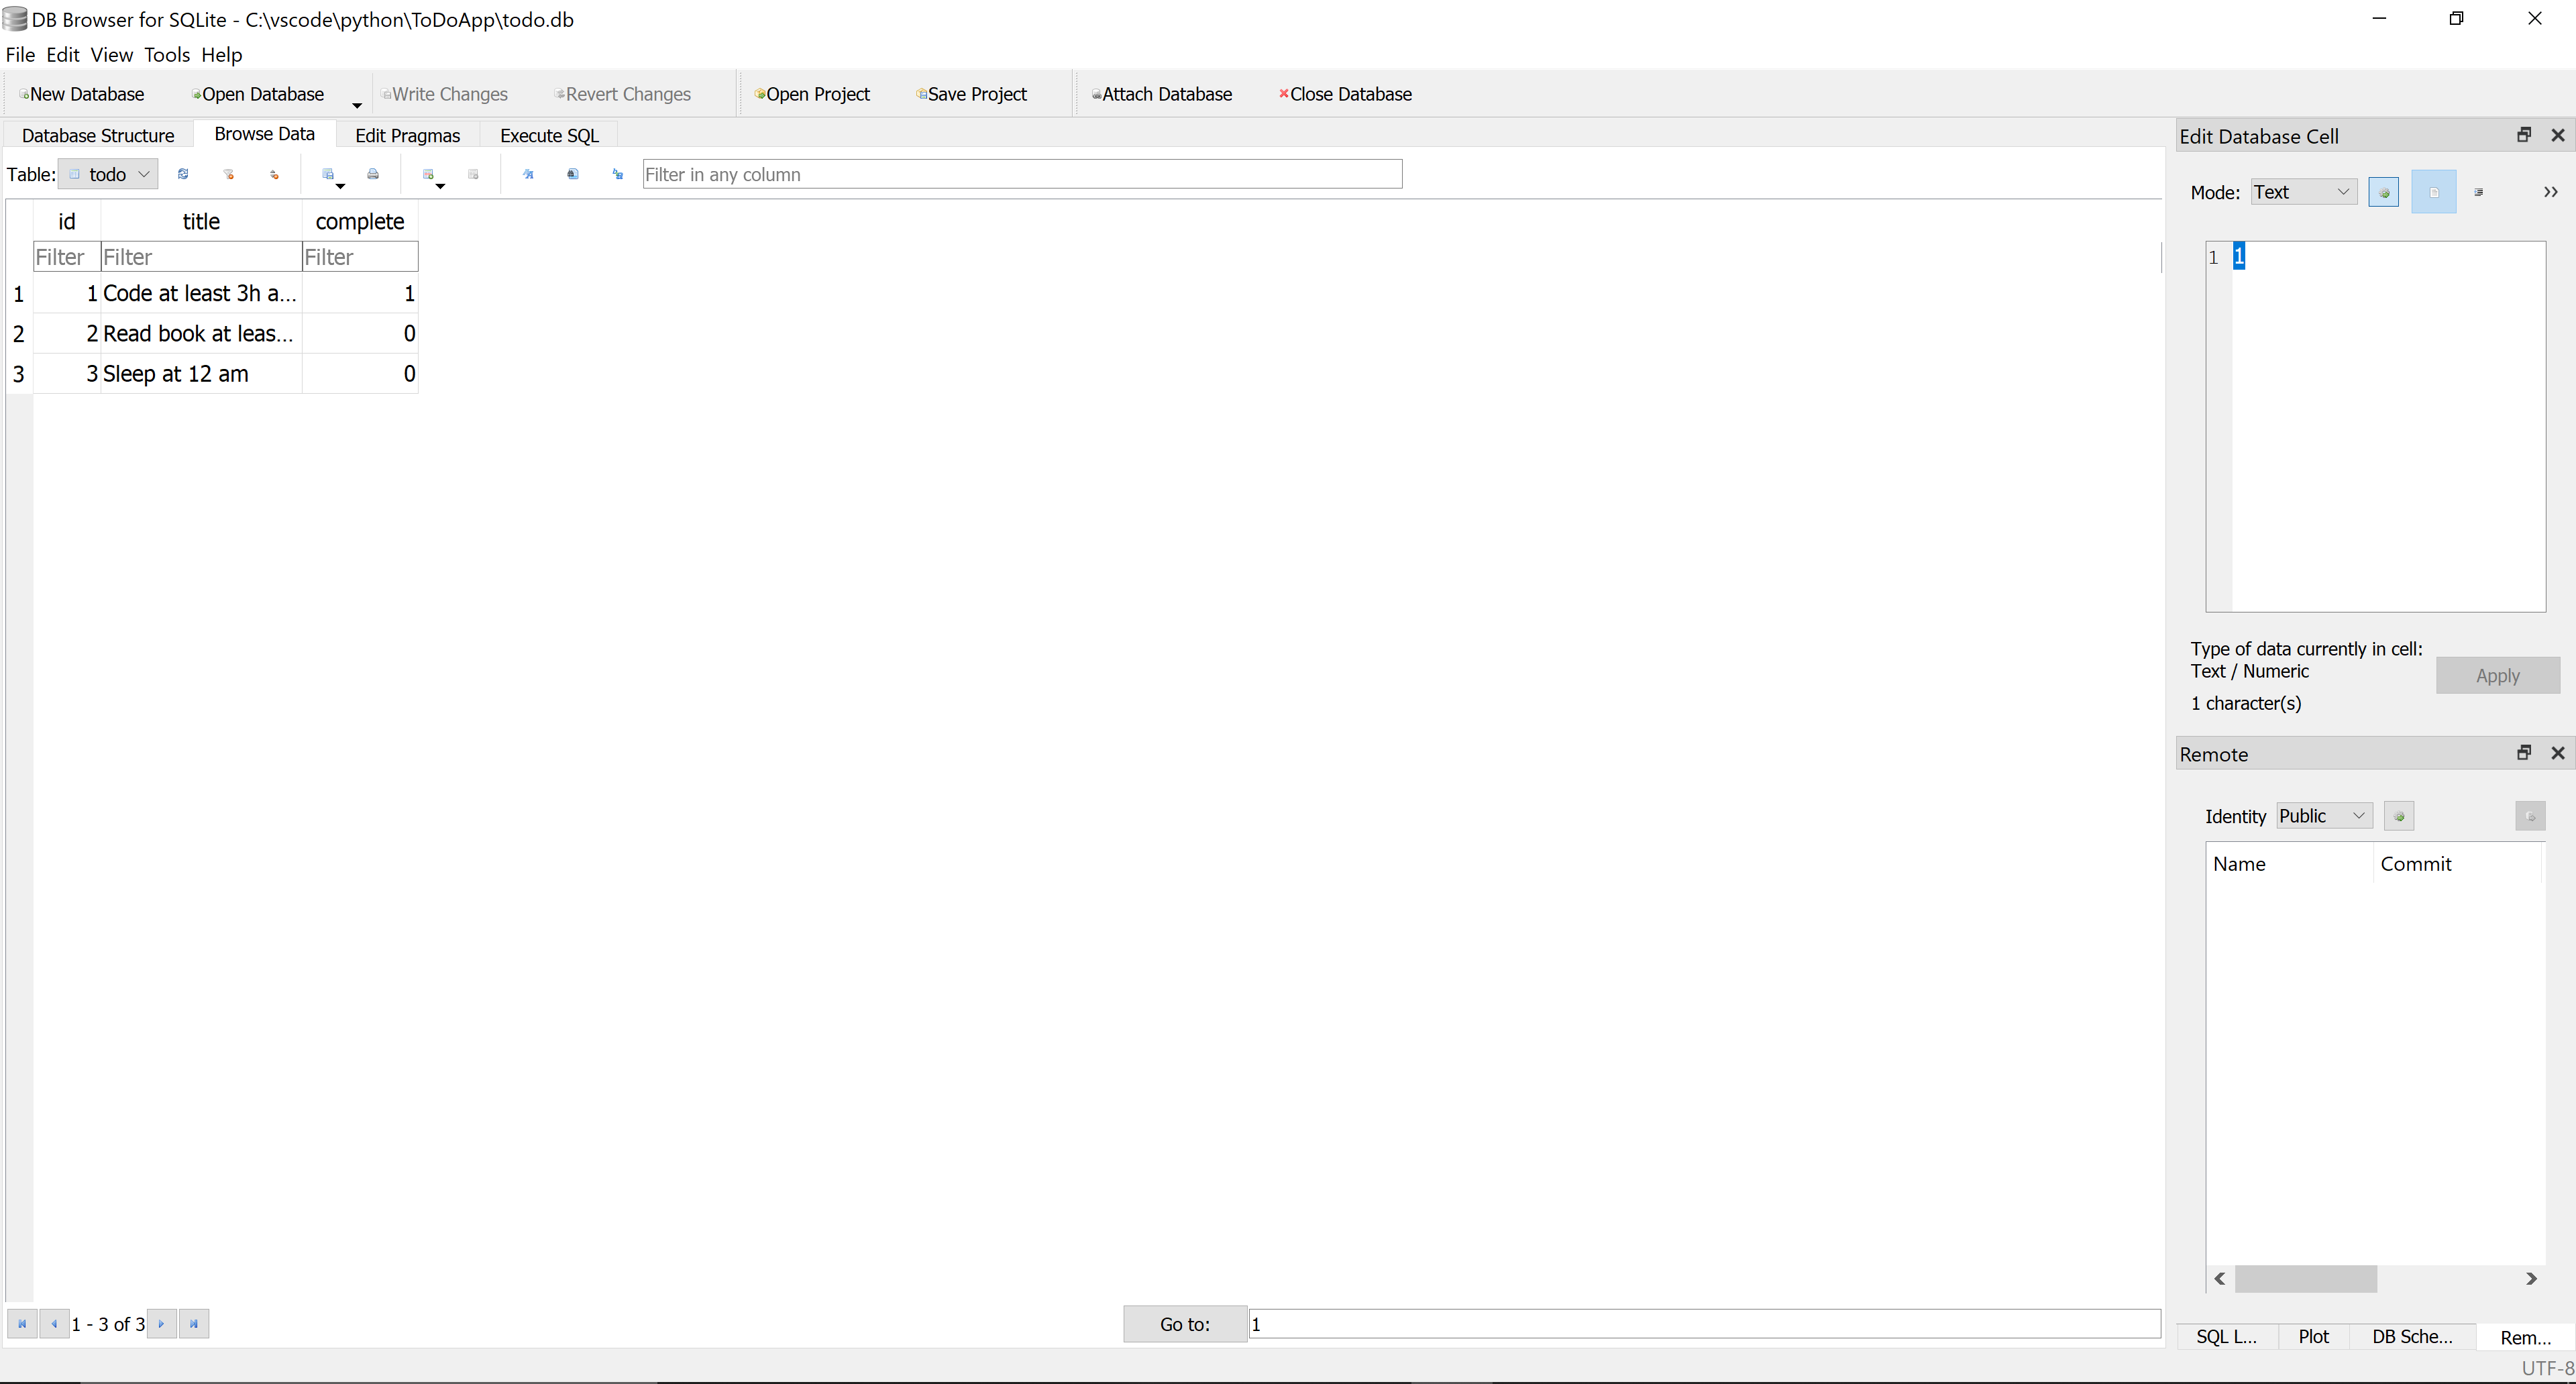 DB Browser for SQLite - C:\vscode\python\ToDoApp\todo.db
File Edit View Tools Help
New Database Open Database Write Changes Revert Changes Open Project Save Project Attach Database Close Database
Database Structure Browse Data Edit Pragmas Execute SQL
Table: todo Filter in any column
id title complete
Filter Filter Filter
1 1 Code at least 3h a... 1
2 2 Read book at leas... 0
3 3 Sleep at 12 am 0
1 - 3 of 3 Go to: 1
Edit Database Cell
Mode: Text
1 1
Type of data currently in cell:
Text / Numeric
Apply
1 character(s)
Remote
Identity Public
Name Commit
SQL L... Plot DB Sche... Rem...
UTF-8